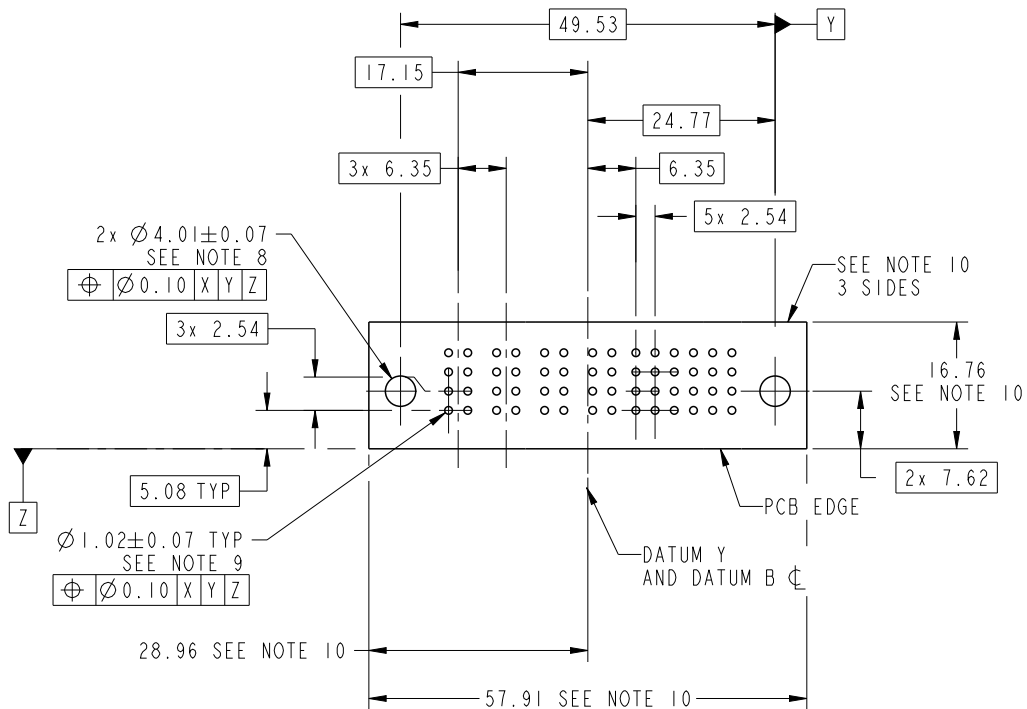 49.53
Y
17.15
24.77
3x 6.35
6.35
5x 2.54
2x Ø4.01±0.07
SEE NOTE 8
⌖ Ø0.10 X Y Z
SEE NOTE 10
3 SIDES
3x 2.54
16.76
SEE NOTE 10
5.08 TYP
2x 7.62
Z
PCB EDGE
Ø1.02±0.07 TYP
SEE NOTE 9
⌖ Ø0.10 X Y Z
DATUM Y
AND DATUM B ℄
28.96 SEE NOTE 10
57.91 SEE NOTE 10